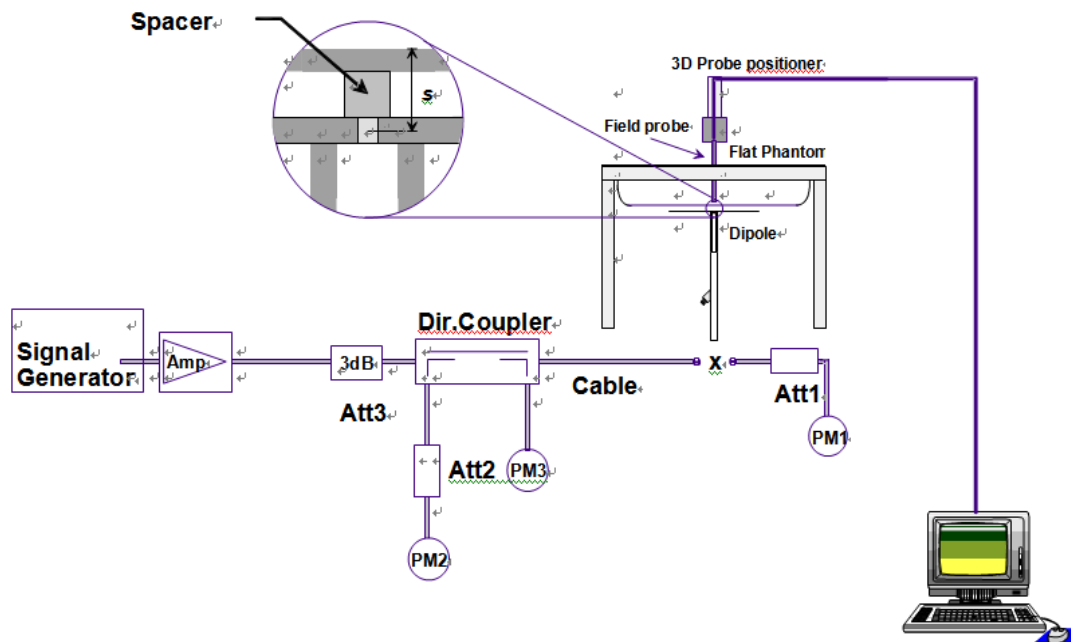 Spacer
s
3D Probe positioner
Field probe
Flat Phantom
Dipole
Signal
Generator
Amp
3dB
Att3
Dir.Coupler
Cable
x
Att1
PM1
Att2
PM3
PM2